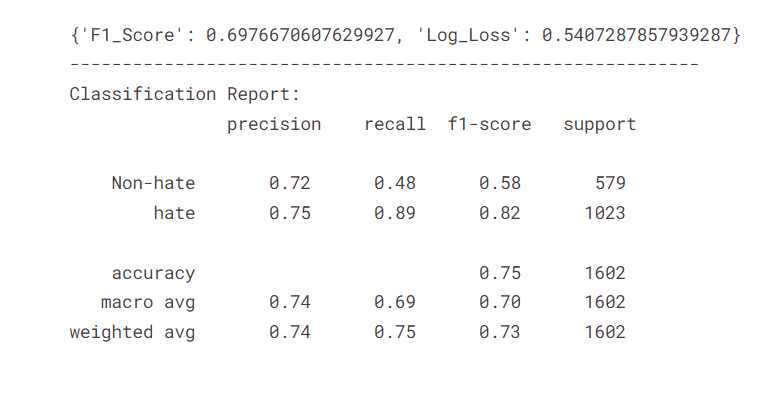 {'F1_Score': 0.6976670607629927, 'Log_Loss': 0.5407287857939287}
------------------------------------------------------------
Classification Report:
precision recall f1-score support
Non-hate 0.72 0.48 0.58 579
hate 0.75 0.89 0.82 1023
accuracy 0.75 1602
macro avg 0.74 0.69 0.70 1602
weighted avg 0.74 0.75 0.73 1602